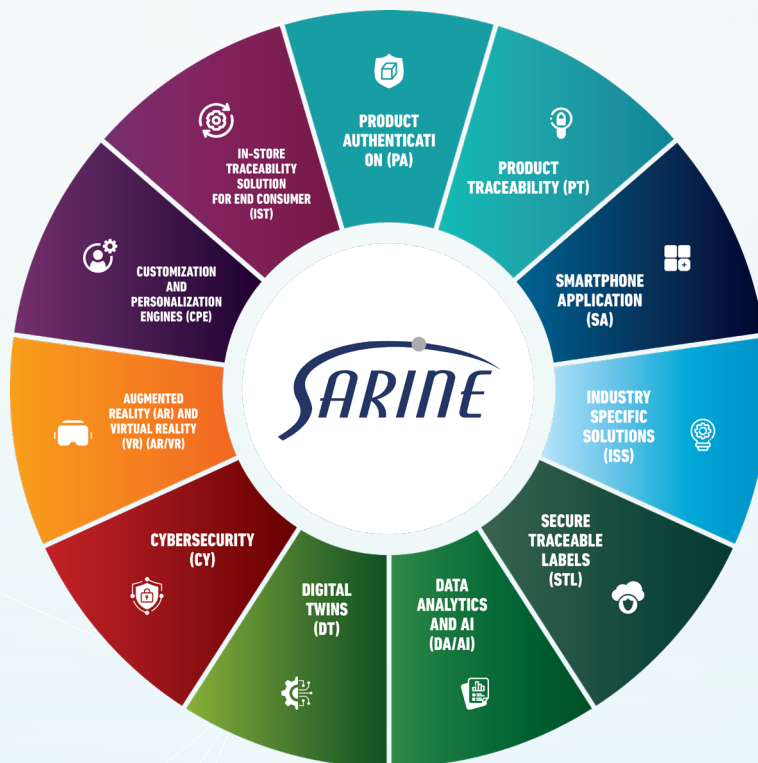 PRODUCT
AUTHENTICATI
ON (PA)
PRODUCT
TRACEABILITY (PT)
SMARTPHONE
APPLICATION
(SA)
INDUSTRY
SPECIFIC
SOLUTIONS
(ISS)
SECURE
TRACEABLE
LABELS
(STL)
DATA
ANALYTICS
AND AI
(DA/AI)
DIGITAL
TWINS
(DT)
CYBERSECURITY
(CY)
AUGMENTED
REALITY (AR) AND
VIRTUAL REALITY
(VR) (AR/VR)
CUSTOMIZATION
AND
PERSONALIZATION
ENGINES (CPE)
IN-STORE
TRACEABILITY
SOLUTION
FOR END CONSUMER
(IST)
SARINE